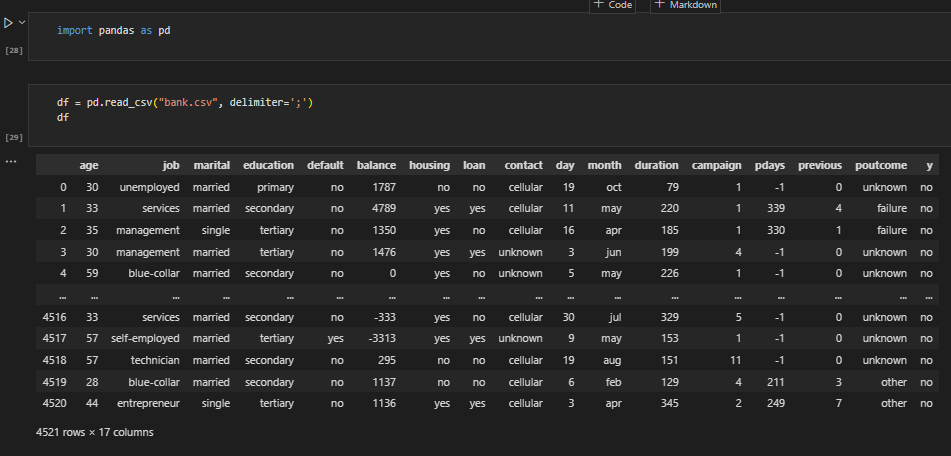 + Code + Markdown
import pandas as pd
[28]
df = pd.read_csv("bank.csv", delimiter=';')
df
[29]
...
age job marital education default balance housing loan contact day month duration campaign pdays previous poutcome y
0 30 unemployed married primary no 1787 no no cellular 19 oct 79 1 -1 0 unknown no
1 33 services married secondary no 4789 yes yes cellular 11 may 220 1 339 4 failure no
2 35 management single tertiary no 1350 yes no cellular 16 apr 185 1 330 1 failure no
3 30 management married tertiary no 1476 yes yes unknown 3 jun 199 4 -1 0 unknown no
4 59 blue-collar married secondary no 0 yes no unknown 5 may 226 1 -1 0 unknown no
... ... ... ... ... ... ... ... ... ... ... ... ... ... ... ... ... ...
4516 33 services married secondary no -333 yes no cellular 30 jul 329 5 -1 0 unknown no
4517 57 self-employed married tertiary yes -3313 yes yes unknown 9 may 153 1 -1 0 unknown no
4518 57 technician married secondary no 295 no no cellular 19 aug 151 11 -1 0 unknown no
4519 28 blue-collar married secondary no 1137 no no cellular 6 feb 129 4 211 3 other no
4520 44 entrepreneur single tertiary no 1136 yes yes cellular 3 apr 345 2 249 7 other no
4521 rows × 17 columns